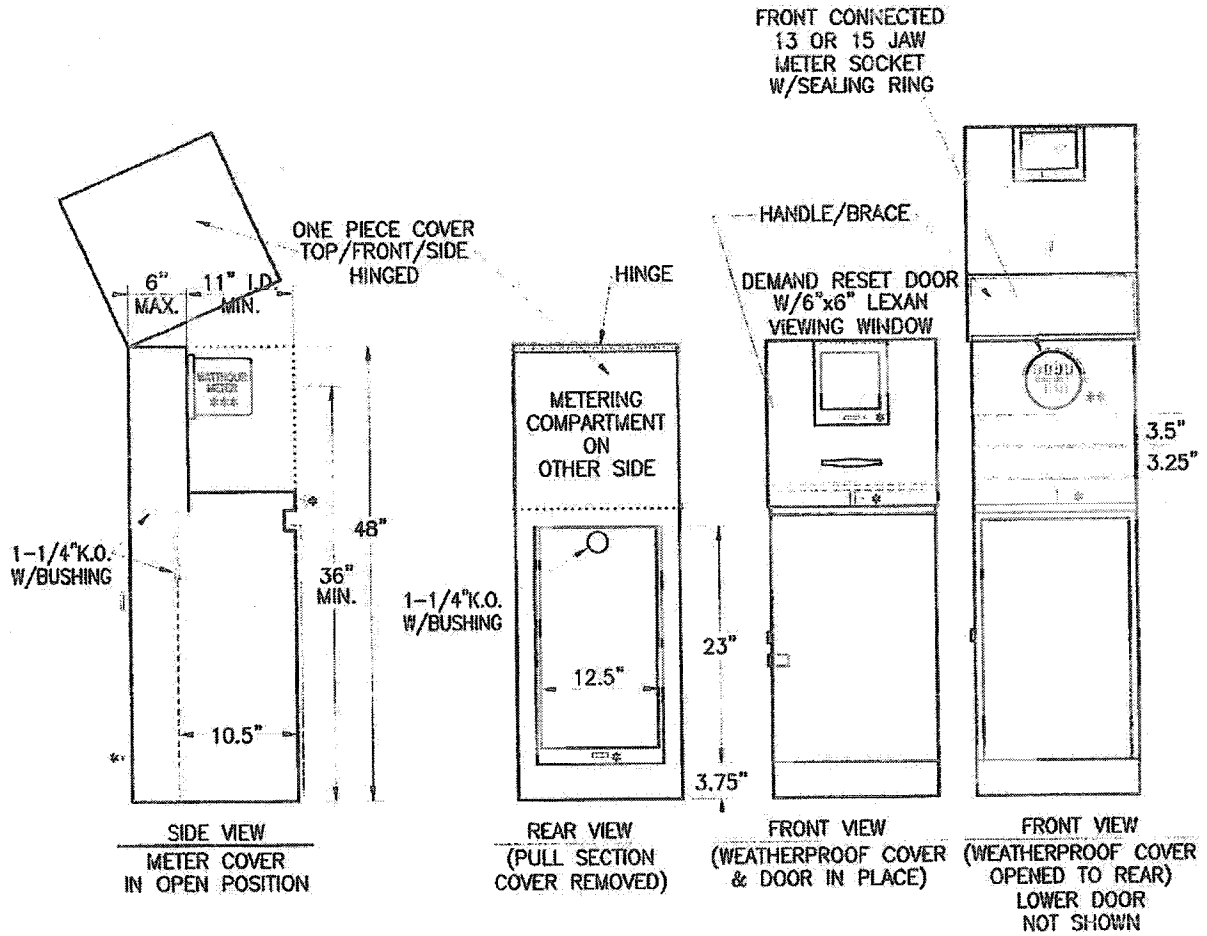 FRONT CONNECTED
13 OR 15 JAW
METER SOCKET
W/SEALING RING
ONE PIECE COVER
TOP/FRONT/SIDE
HINGED
6" 11" I.D.
MAX. MIN.
HINGE
HANDLE/BRACE
DEMAND RESET DOOR
W/6"x6" LEXAN
VIEWING WINDOW
WATTHOUR
METER
***
METERING
COMPARTMENT
ON
OTHER SIDE
**
3.5"
3.25"
*
*
*
48"
36"
MIN.
1-1/4"K.O.
W/BUSHING
1-1/4"K.O.
W/BUSHING
23"
12.5"
10.5"
*
*
3.75"
SIDE VIEW
METER COVER
IN OPEN POSITION
REAR VIEW
(PULL SECTION
COVER REMOVED)
FRONT VIEW
(WEATHERPROOF COVER
& DOOR IN PLACE)
FRONT VIEW
(WEATHERPROOF COVER
OPENED TO REAR)
LOWER DOOR
NOT SHOWN